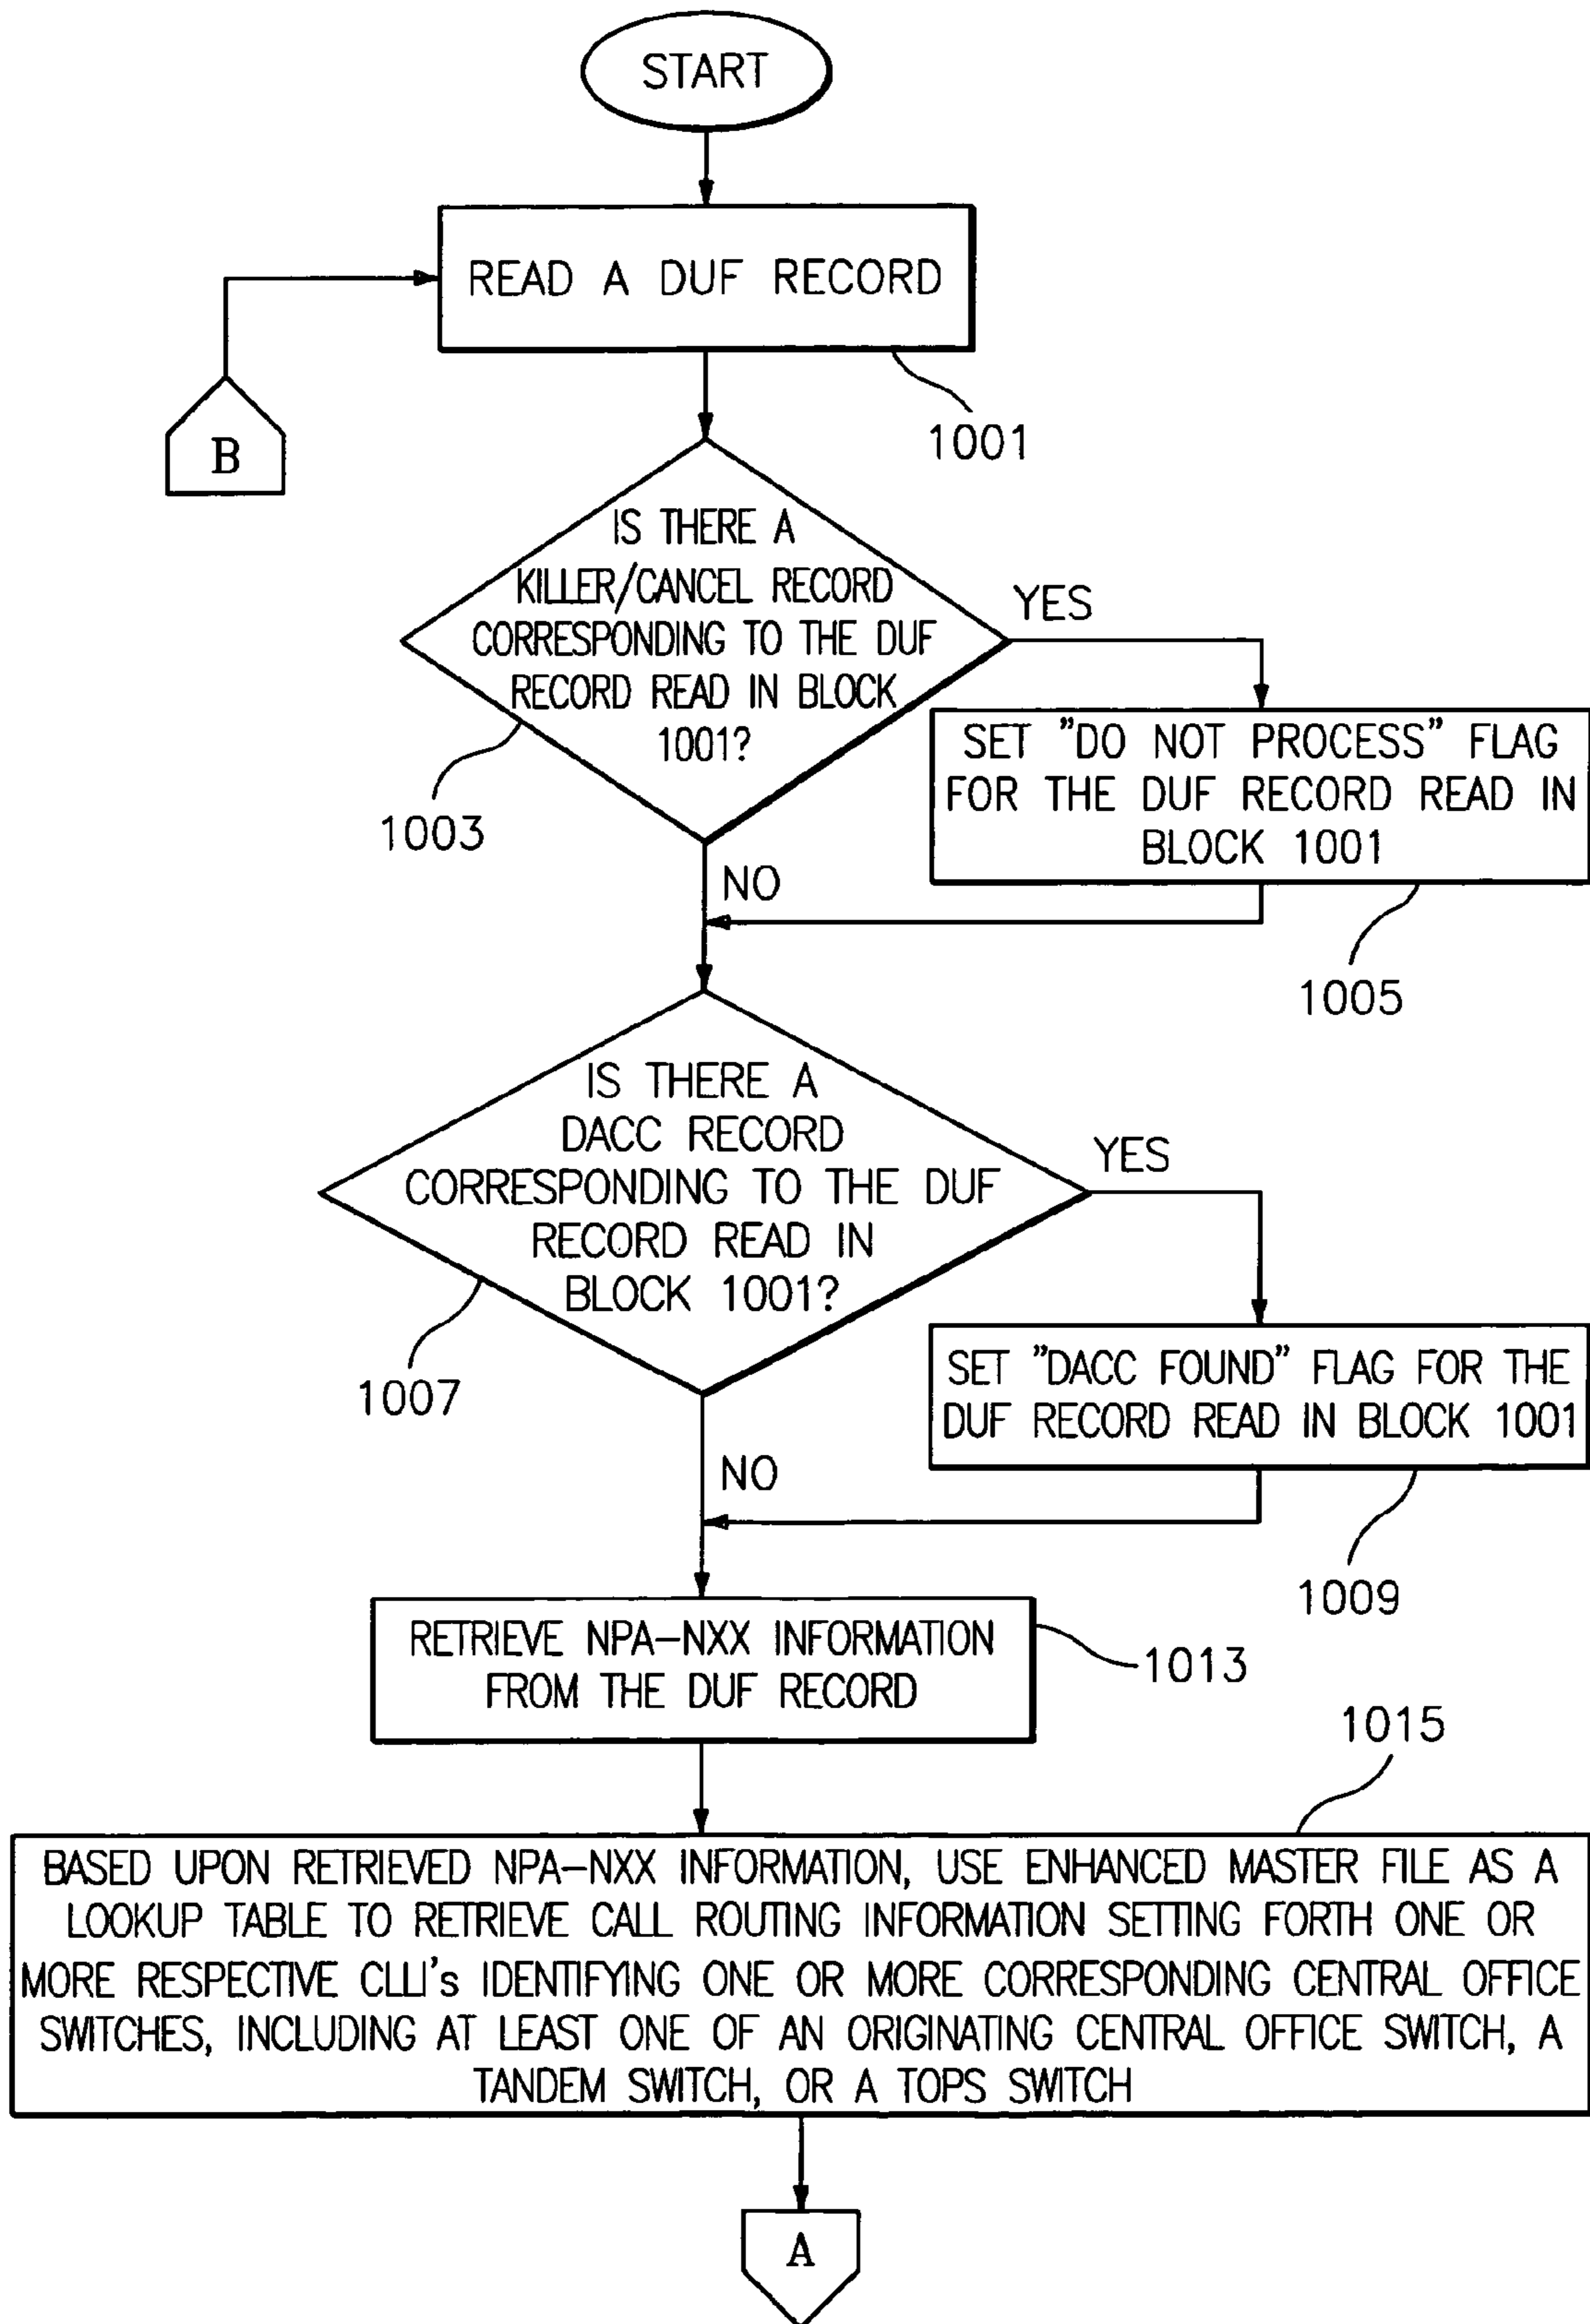 START
READ A DUF RECORD
B
1001
IS THERE A
KILLER/CANCEL RECORD
CORRESPONDING TO THE DUF
RECORD READ IN BLOCK
1001?
YES
1003
NO
SET "DO NOT PROCESS" FLAG
FOR THE DUF RECORD READ IN
BLOCK 1001
1005
IS THERE A
DACC RECORD
CORRESPONDING TO THE DUF
RECORD READ IN
BLOCK 1001?
YES
1007
NO
SET "DACC FOUND" FLAG FOR THE
DUF RECORD READ IN BLOCK 1001
1009
RETRIEVE NPA-NXX INFORMATION
FROM THE DUF RECORD
1013
1015
BASED UPON RETRIEVED NPA-NXX INFORMATION, USE ENHANCED MASTER FILE AS A
LOOKUP TABLE TO RETRIEVE CALL ROUTING INFORMATION SETTING FORTH ONE OR
MORE RESPECTIVE CLLI's IDENTIFYING ONE OR MORE CORRESPONDING CENTRAL OFFICE
SWITCHES, INCLUDING AT LEAST ONE OF AN ORIGINATING CENTRAL OFFICE SWITCH, A
TANDEM SWITCH, OR A TOPS SWITCH
A